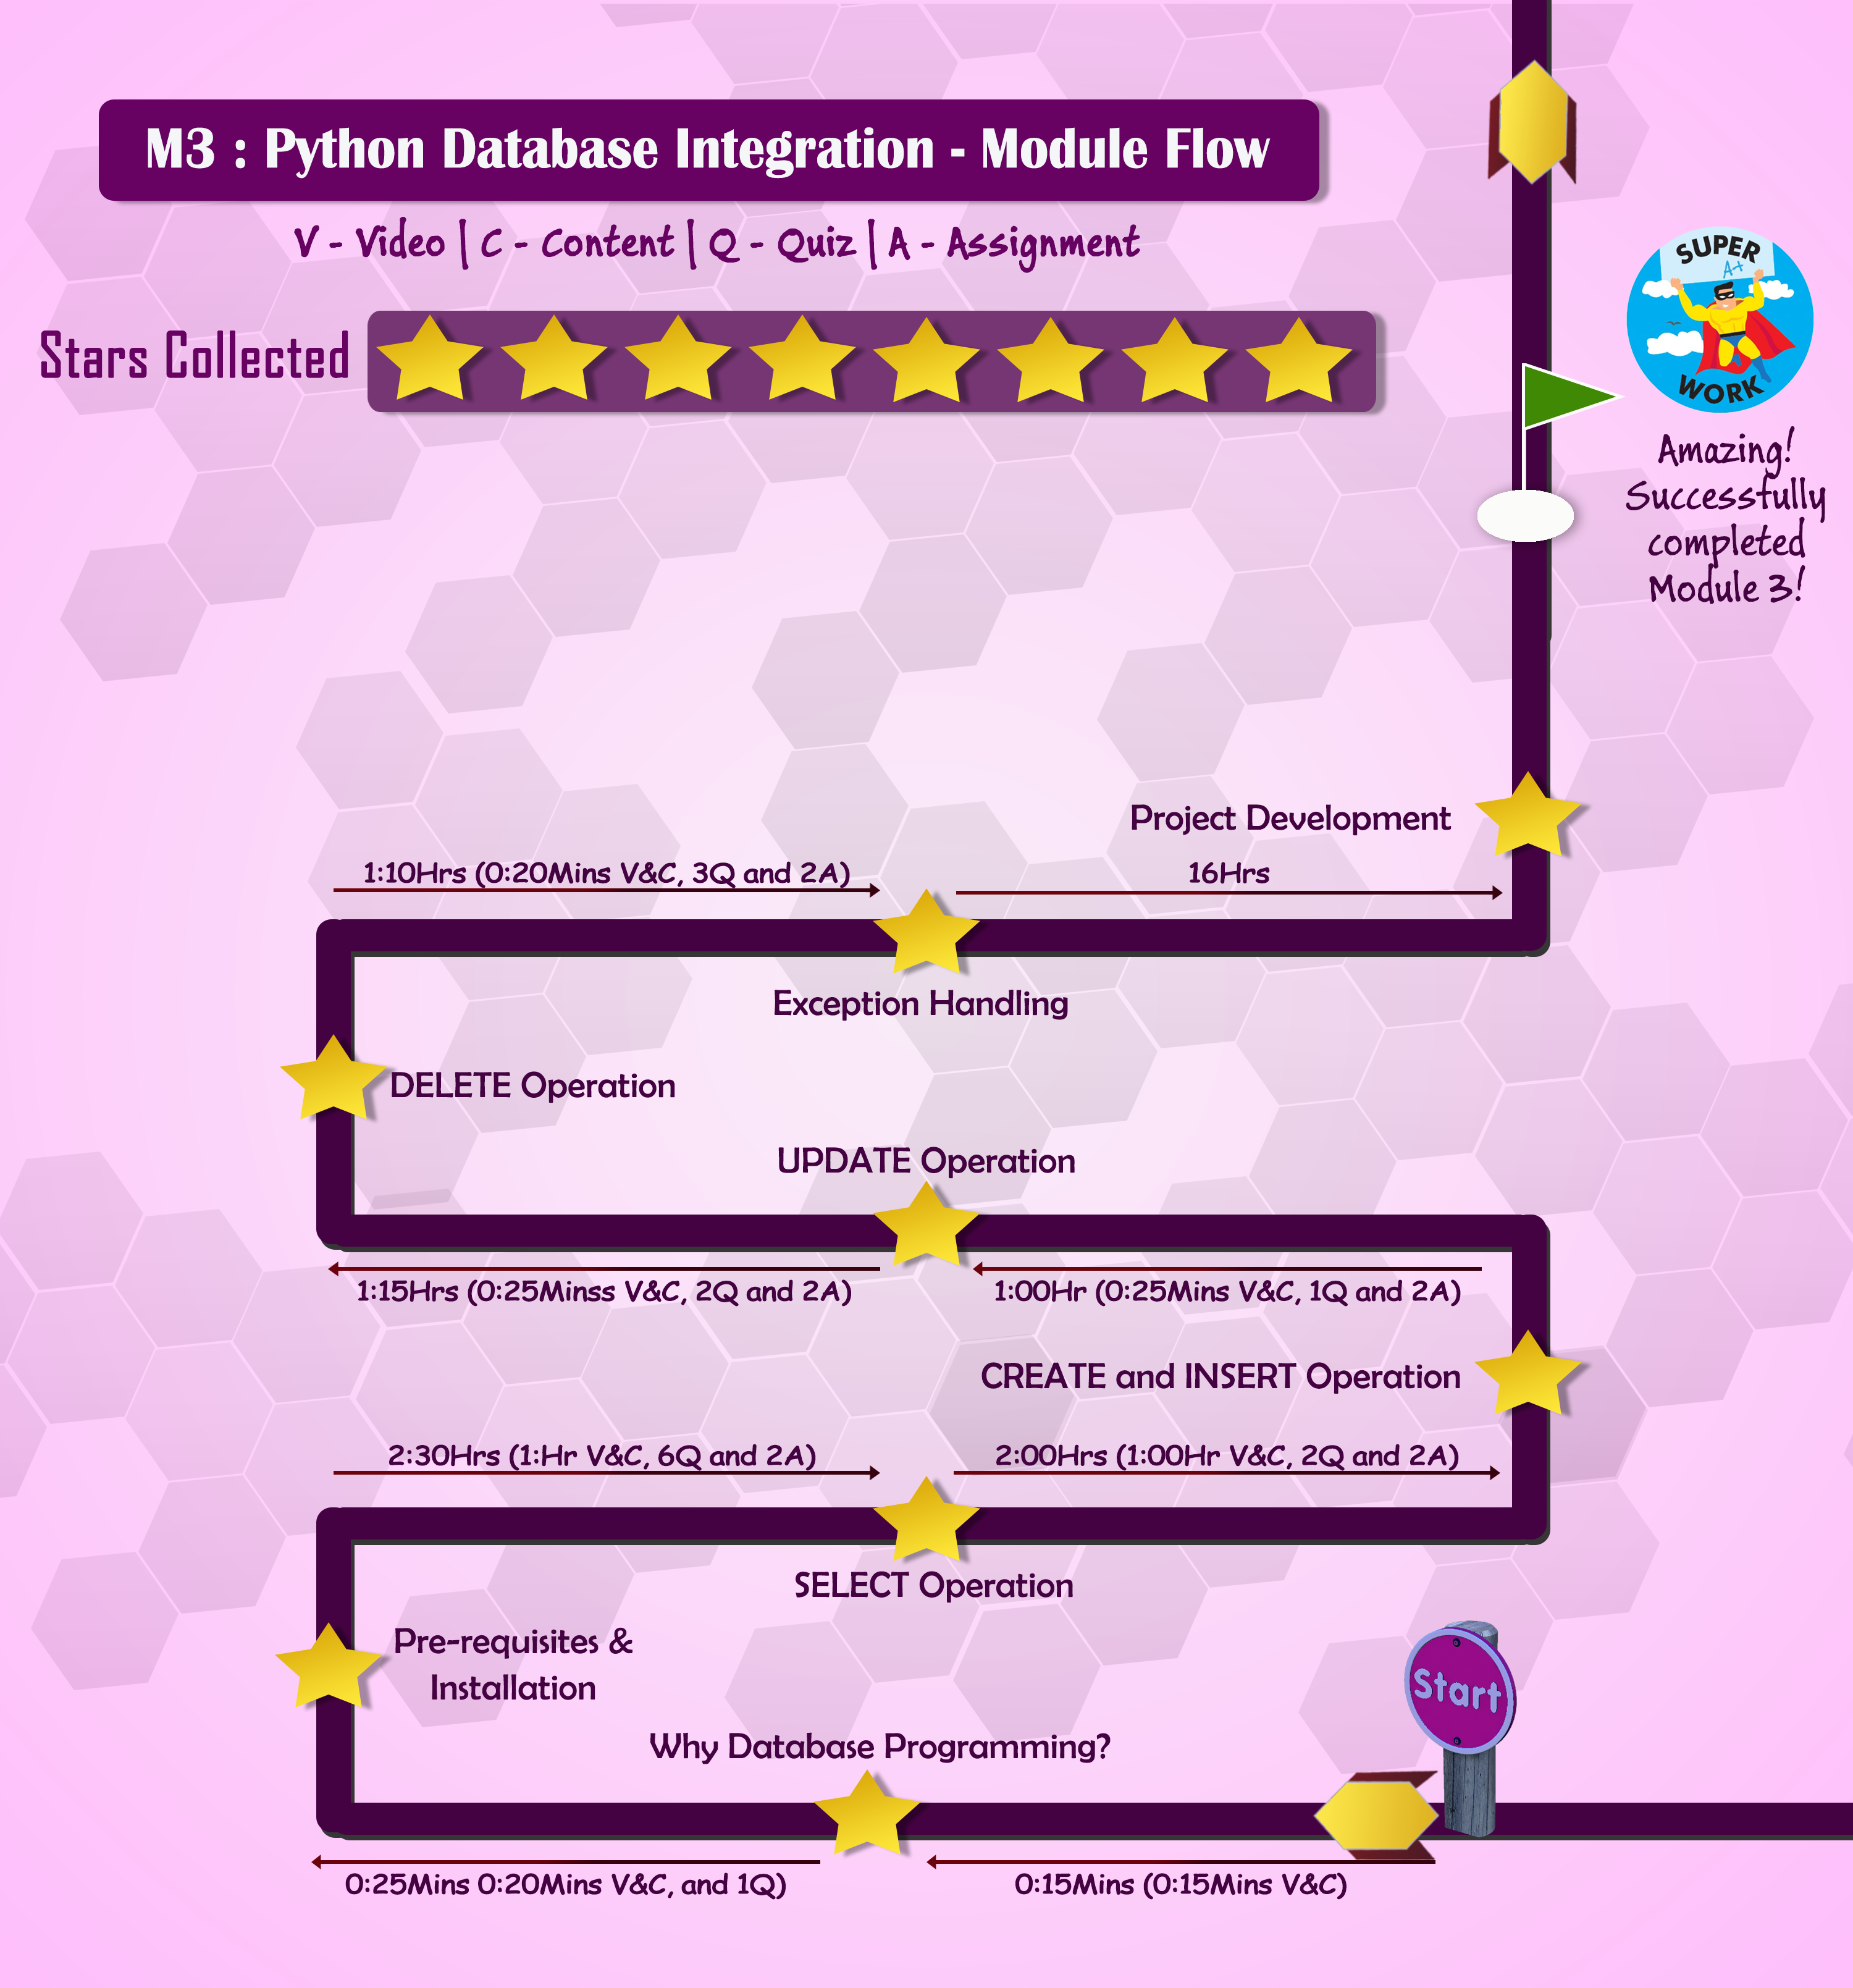 M3 : Python Database Integration - Module Flow
V - Video | C - Content | Q - Quiz | A - Assignment
Stars Collected
SUPER
A+
WORK
Amazing!
Successfully
completed
Module 3!
Project Development
1:10Hrs (0:20Mins V&C, 3Q and 2A)
16Hrs
Exception Handling
DELETE Operation
UPDATE Operation
1:15Hrs (0:25Minss V&C, 2Q and 2A)
1:00Hr (0:25Mins V&C, 1Q and 2A)
CREATE and INSERT Operation
2:30Hrs (1:Hr V&C, 6Q and 2A)
2:00Hrs (1:00Hr V&C, 2Q and 2A)
SELECT Operation
Pre-requisites &
Installation
Start
Why Database Programming?
0:25Mins 0:20Mins V&C, and 1Q)
0:15Mins (0:15Mins V&C)